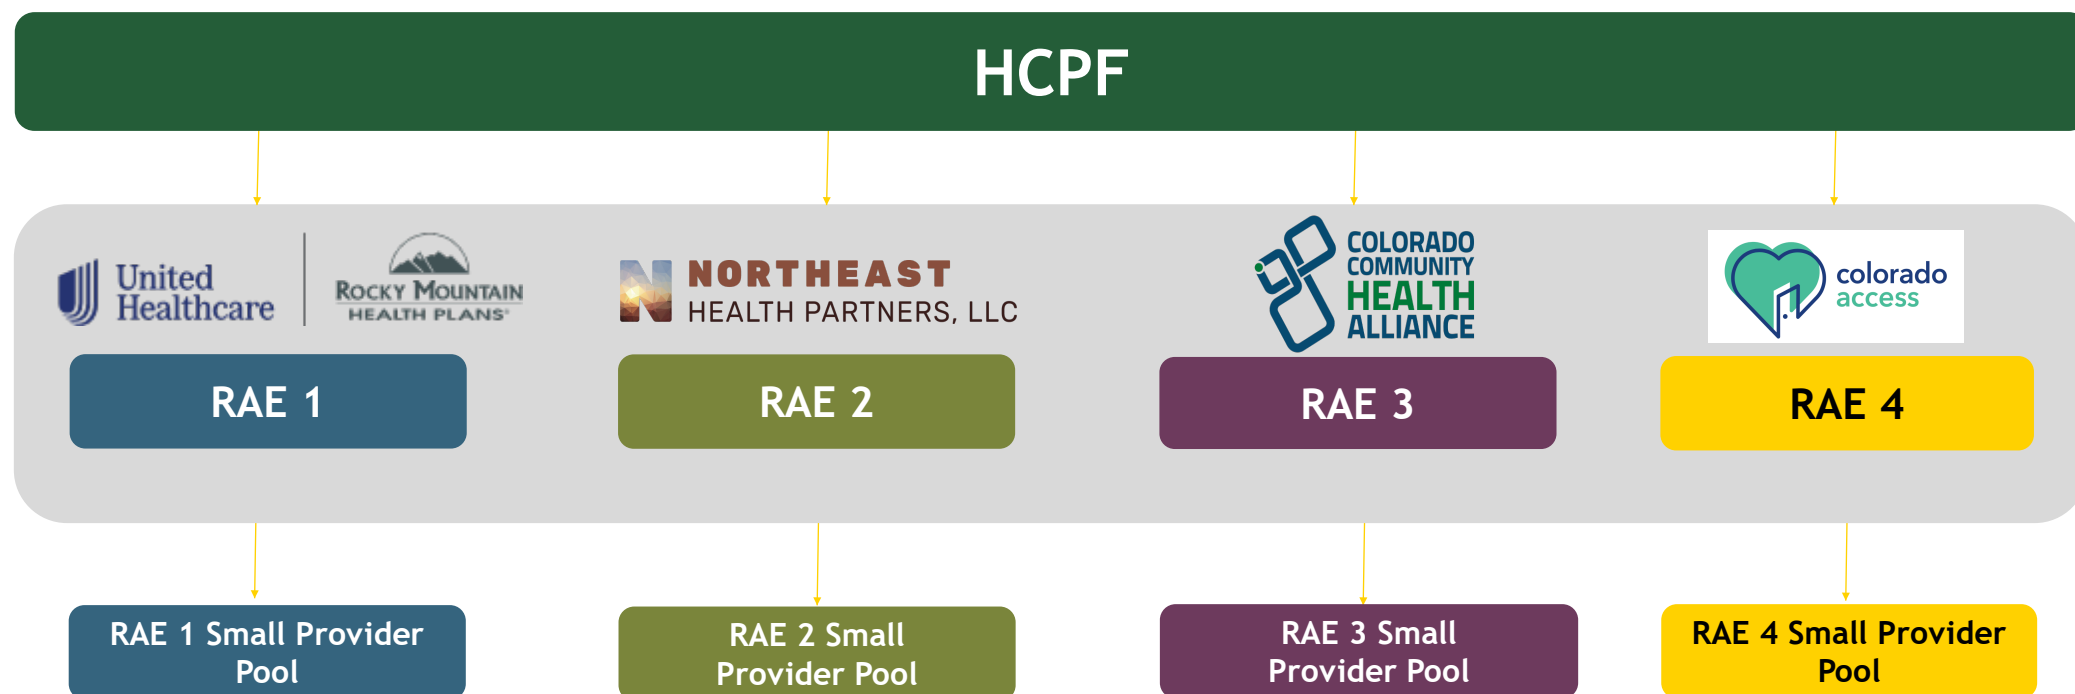 HCPF
United
Healthcare
ROCKY MOUNTAIN
HEALTH PLANS®
NORTHEAST
HEALTH PARTNERS, LLC
COLORADO
COMMUNITY
HEALTH
ALLIANCE
colorado
access
RAE 1
RAE 2
RAE 3
RAE 4
RAE 1 Small Provider
Pool
RAE 2 Small
Provider Pool
RAE 3 Small
Provider Pool
RAE 4 Small Provider
Pool